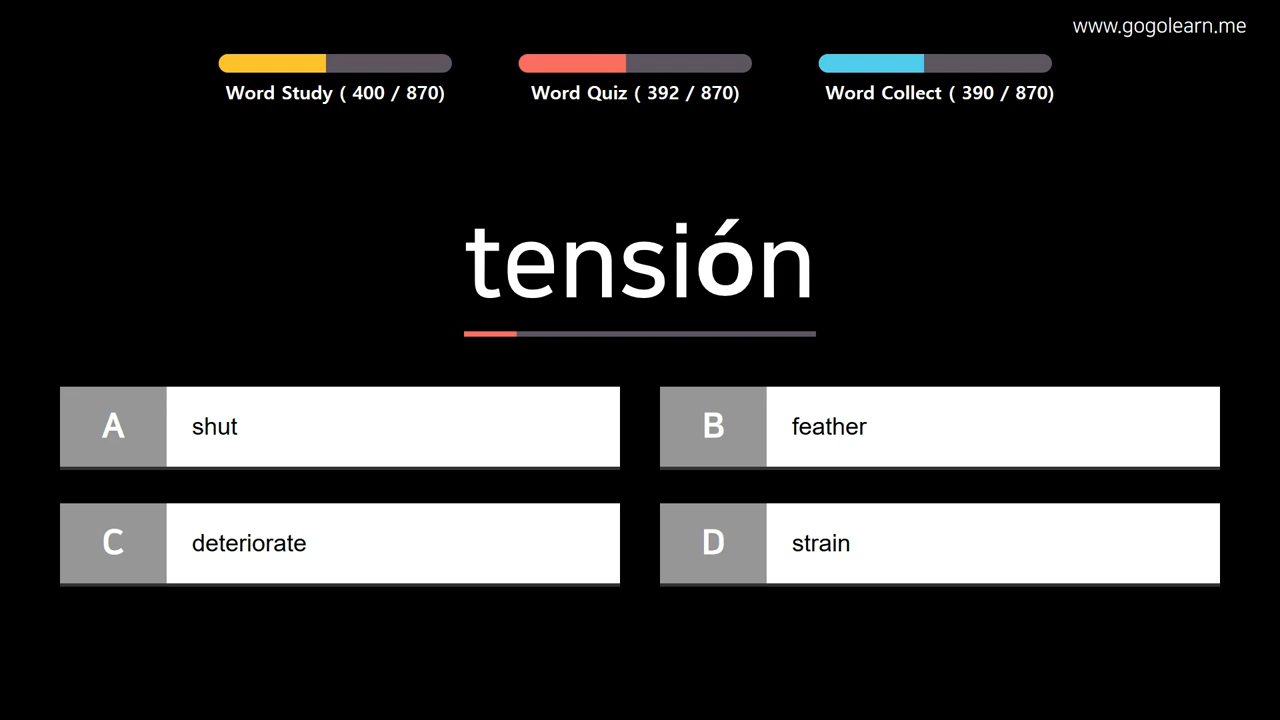 www.gogolearn.me
Word Study ( 400 / 870)
Word Quiz ( 392 / 870)
Word Collect ( 390 / 870)
tensión
A shut
B feather
C deteriorate
D strain